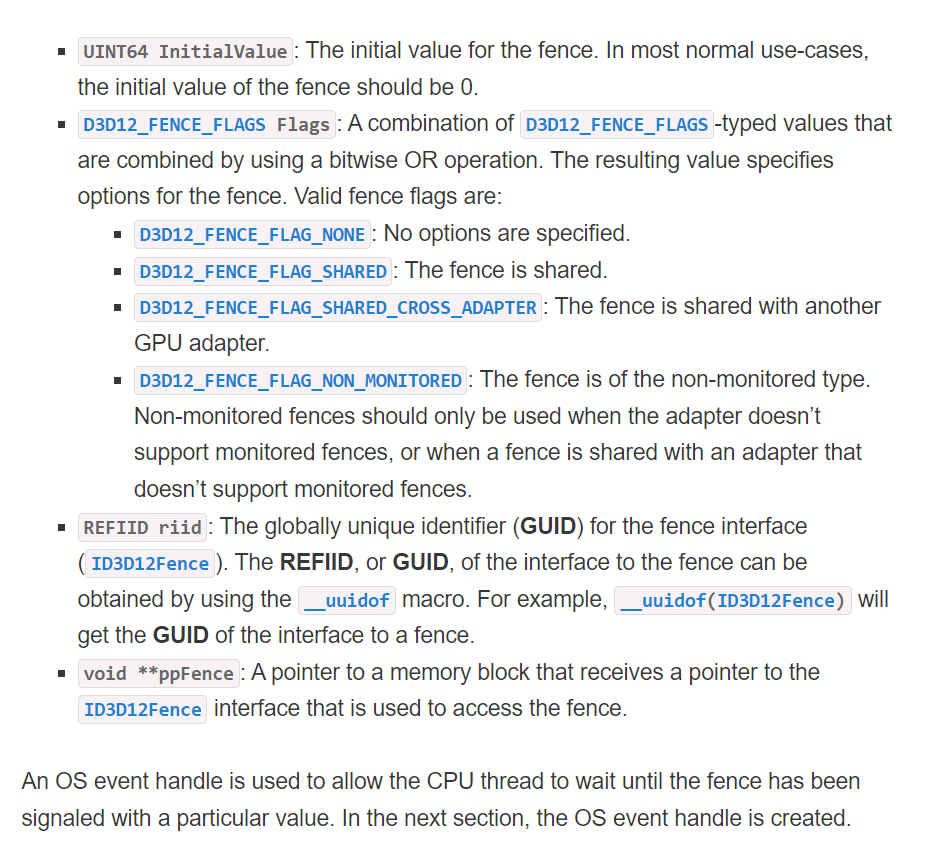 UINT64 InitialValue: The initial value for the fence. In most normal use-cases,
the initial value of the fence should be 0.
D3D12_FENCE_FLAGS Flags: A combination of D3D12_FENCE_FLAGS-typed values that
are combined by using a bitwise OR operation. The resulting value specifies
options for the fence. Valid fence flags are:
D3D12_FENCE_FLAG_NONE: No options are specified.
D3D12_FENCE_FLAG_SHARED: The fence is shared.
D3D12_FENCE_FLAG_SHARED_CROSS_ADAPTER: The fence is shared with another
GPU adapter.
D3D12_FENCE_FLAG_NON_MONITORED: The fence is of the non-monitored type.
Non-monitored fences should only be used when the adapter doesn’t
support monitored fences, or when a fence is shared with an adapter that
doesn’t support monitored fences.
REFIID riid: The globally unique identifier (GUID) for the fence interface
(ID3D12Fence). The REFIID, or GUID, of the interface to the fence can be
obtained by using the __uuidof macro. For example, __uuidof(ID3D12Fence) will
get the GUID of the interface to a fence.
void **ppFence: A pointer to a memory block that receives a pointer to the
ID3D12Fence interface that is used to access the fence.
An OS event handle is used to allow the CPU thread to wait until the fence has been
signaled with a particular value. In the next section, the OS event handle is created.